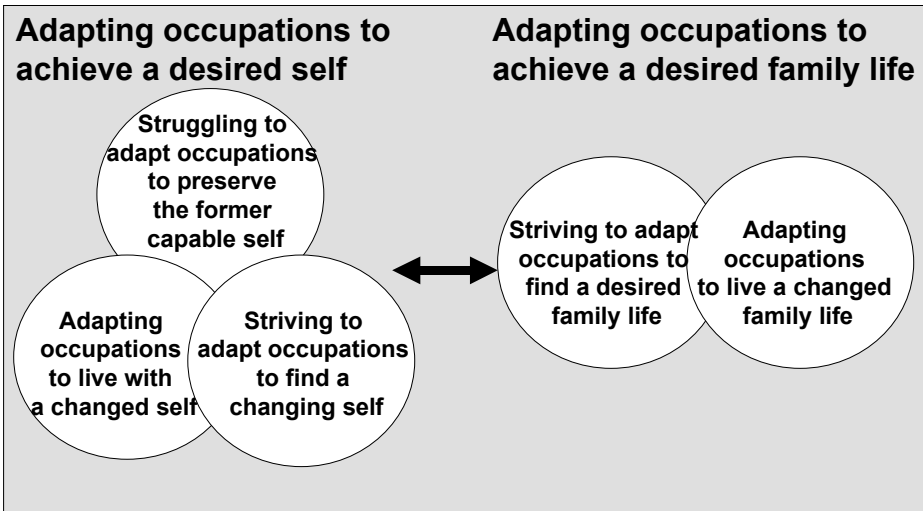 Adapting occupations to
achieve a desired self
Struggling to
adapt occupations
to preserve
the former
capable self
Adapting
occupations
to live with
a changed self
Striving to
adapt occupations
to find a
changing self
Adapting occupations to
achieve a desired family life
Striving to adapt
occupations to
find a desired
family life
Adapting
occupations
to live a changed
family life